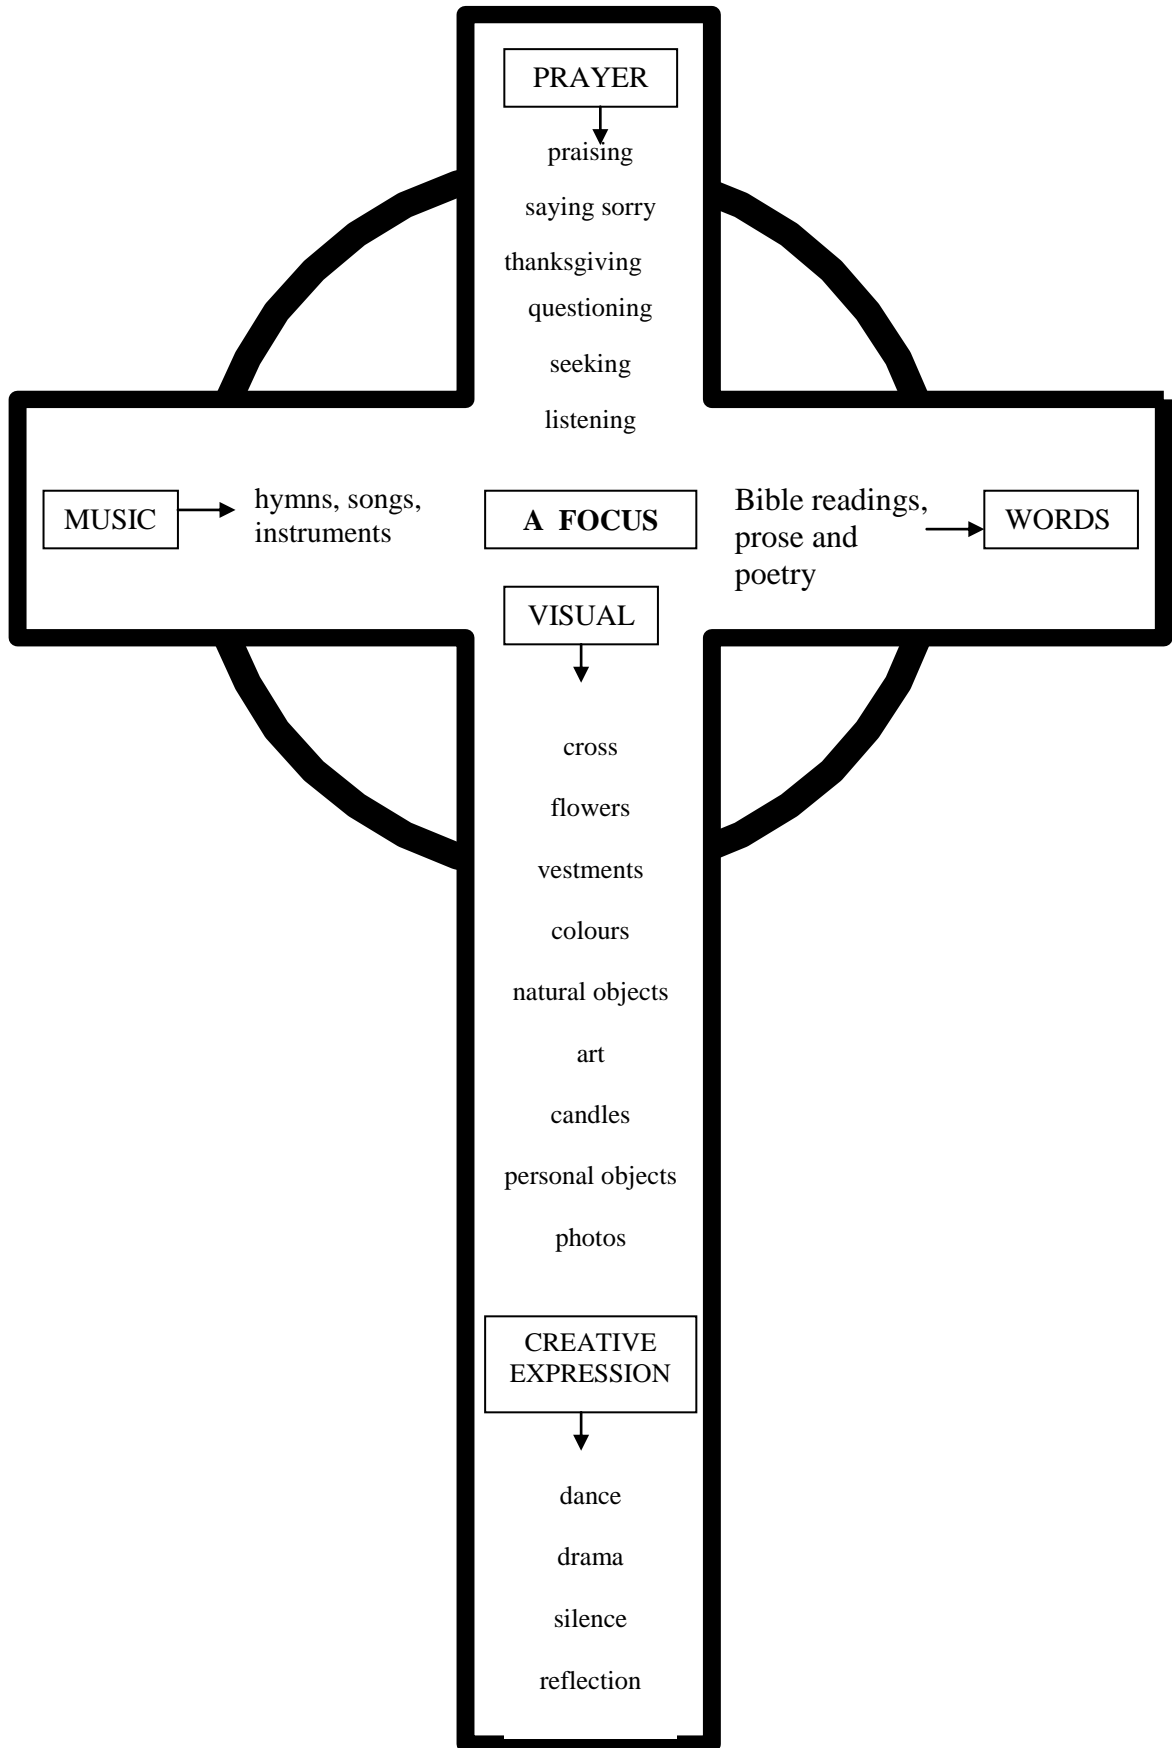 PRAYER
praising
saying sorry
thanksgiving
questioning
seeking
listening
MUSIC
hymns, songs,
instruments
A FOCUS
Bible readings,
prose and
poetry
WORDS
VISUAL
cross
flowers
vestments
colours
natural objects
art
candles
personal objects
photos
CREATIVE
EXPRESSION
dance
drama
silence
reflection